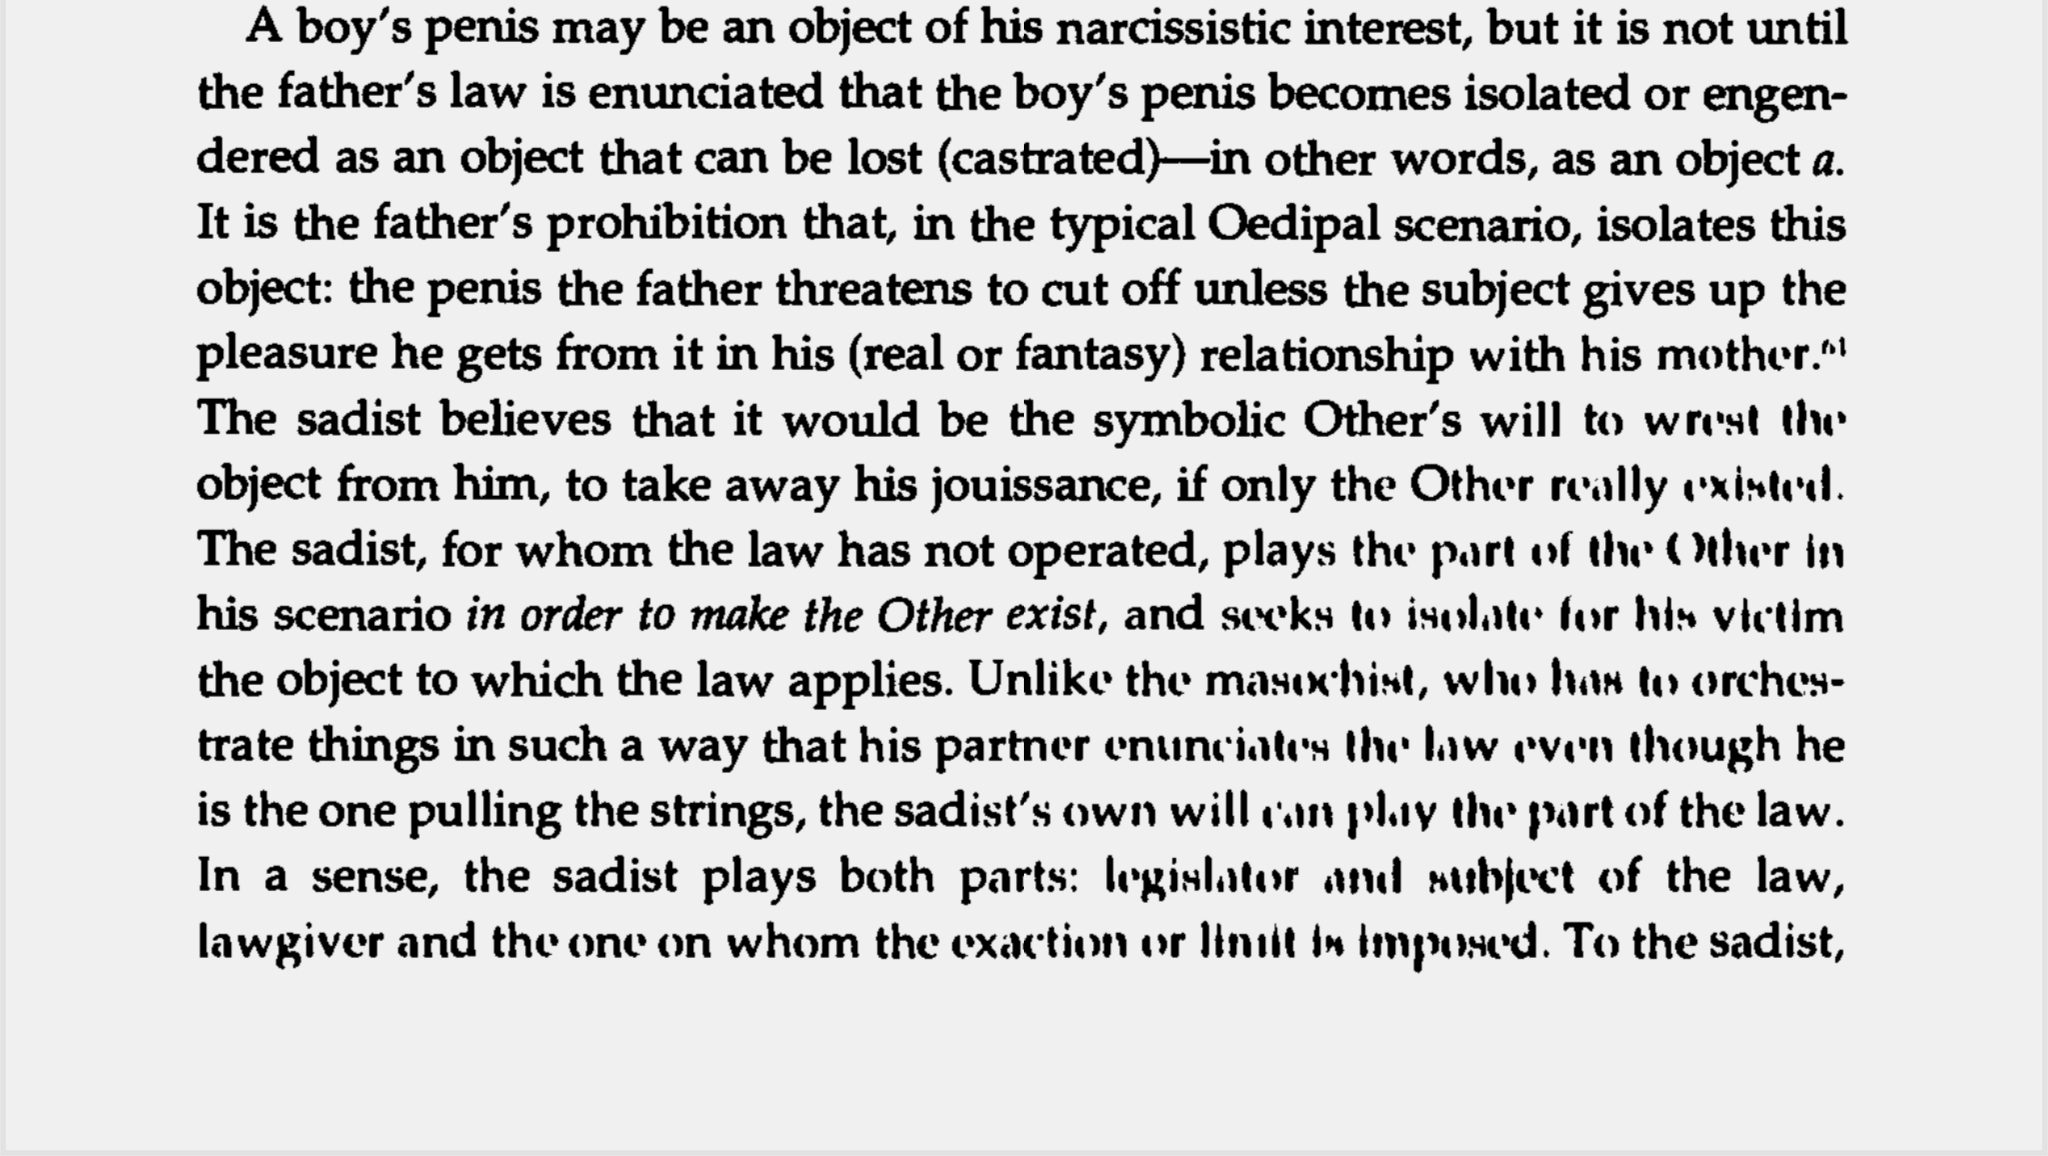 A boy's penis may be an object of his narcissistic interest, but it is not until
the father's law is enunciated that the boy's penis becomes isolated or engen-
dered as an object that can be lost (castrated)—in other words, as an object a.
It is the father's prohibition that, in the typical Oedipal scenario, isolates this
object: the penis the father threatens to cut off unless the subject gives up the
pleasure he gets from it in his (real or fantasy) relationship with his mother.
The sadist believes that it would be the symbolic Other's will to wrest the
object from him, to take away his jouissance, if only the Other really existed.
The sadist, for whom the law has not operated, plays the part of the Other in
his scenario in order to make the Other exist, and seeks to isolate for his victim
the object to which the law applies. Unlike the masochist, who has to orches-
trate things in such a way that his partner enunciates the law even though he
is the one pulling the strings, the sadist's own will can play the part of the law.
In a sense, the sadist plays both parts: legislator and subject of the law,
lawgiver and the one on whom the exaction or limit is imposed. To the sadist,